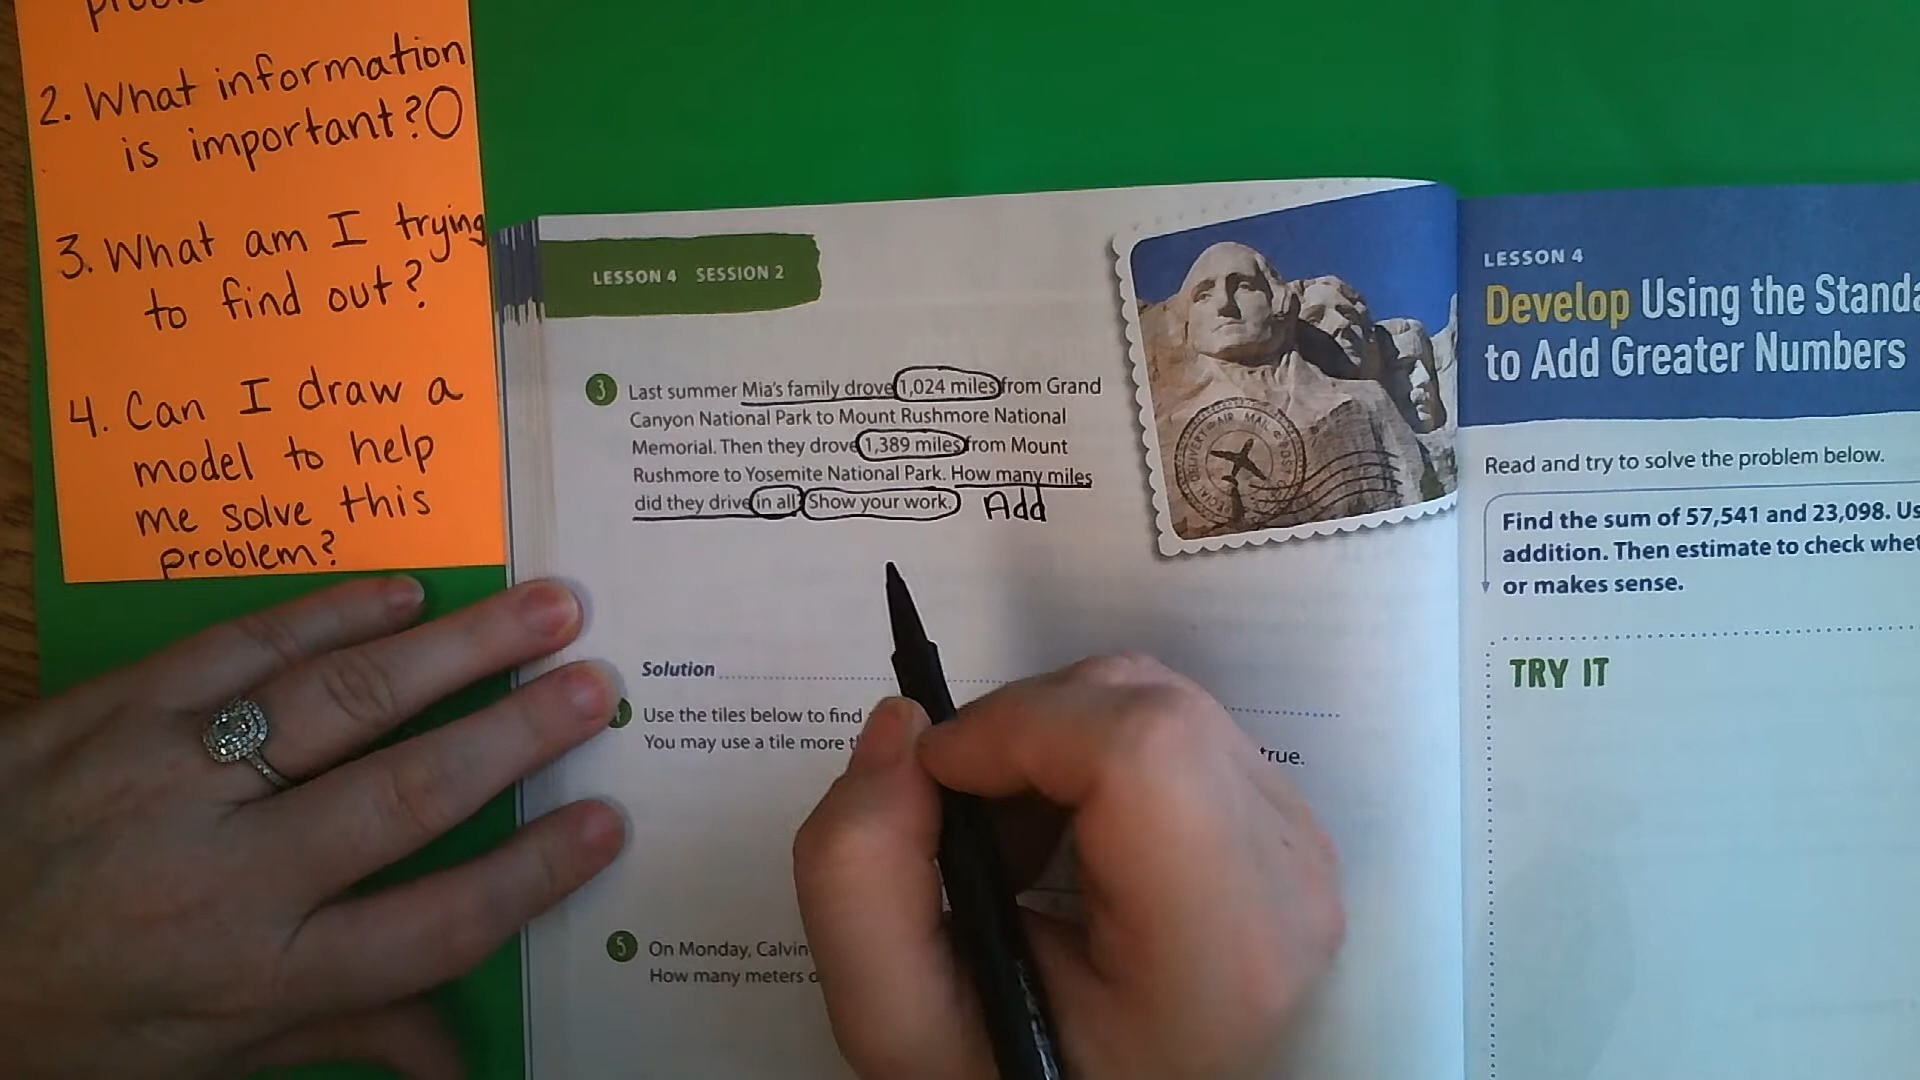 2. What information
is important?
3. What am I trying
to find out?
4. Can I draw a
model to help
me solve this
problem?
LESSON 4 SESSION 2
3 Last summer Mia's family drove 1,024 miles from Grand
Canyon National Park to Mount Rushmore National
Memorial. Then they drove 1,389 miles from Mount
Rushmore to Yosemite National Park. How many miles
did they drive in all? Show your work. Add
AIR MAIL
Solution
Use the tiles below to find
You may use a tile more
true.
5 On Monday, Calvin
How many meters
LESSON 4
Develop Using the
to Add Greater Numbers
Read and try to solve the problem below.
Find the sum of 57,541 and 23,098.
addition. Then estimate to check
or makes sense.
TRY IT